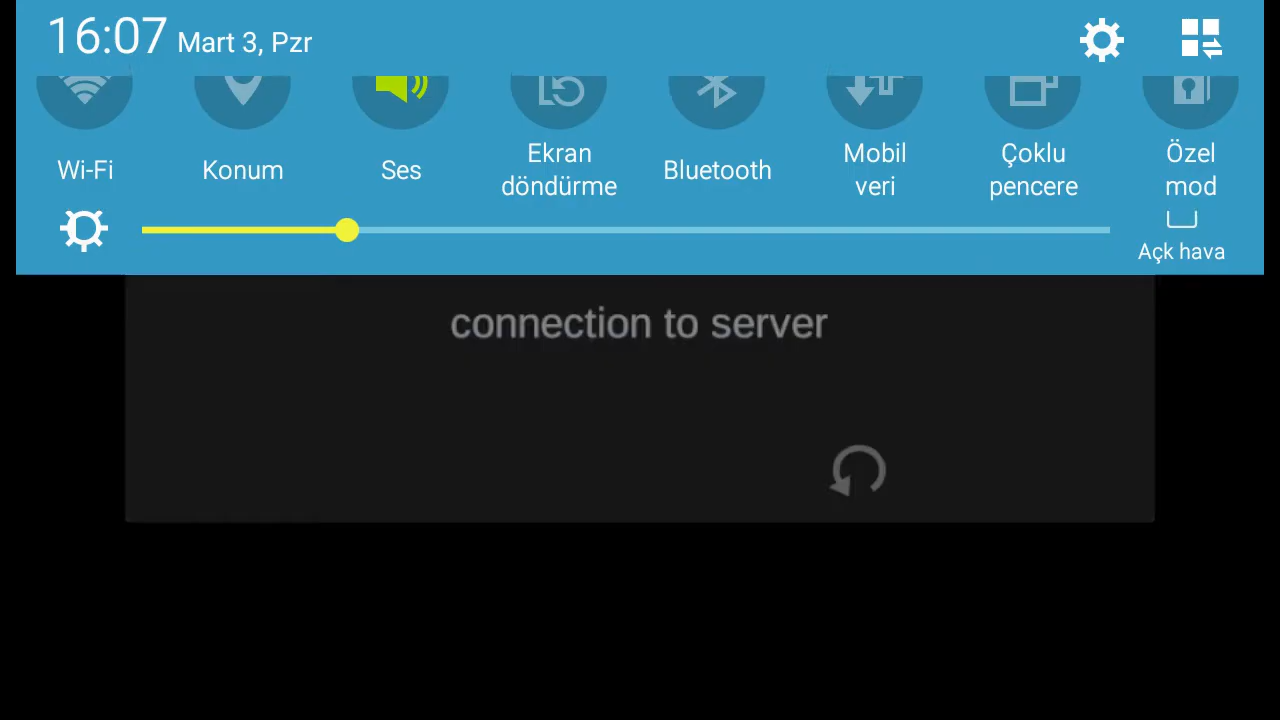 16:07 Mart 3, Pzr
Wi-Fi
Konum
Ses
Ekran
döndürme
Bluetooth
Mobil
veri
Çoklu
pencere
Özel
mod
Açk hava
connection to server